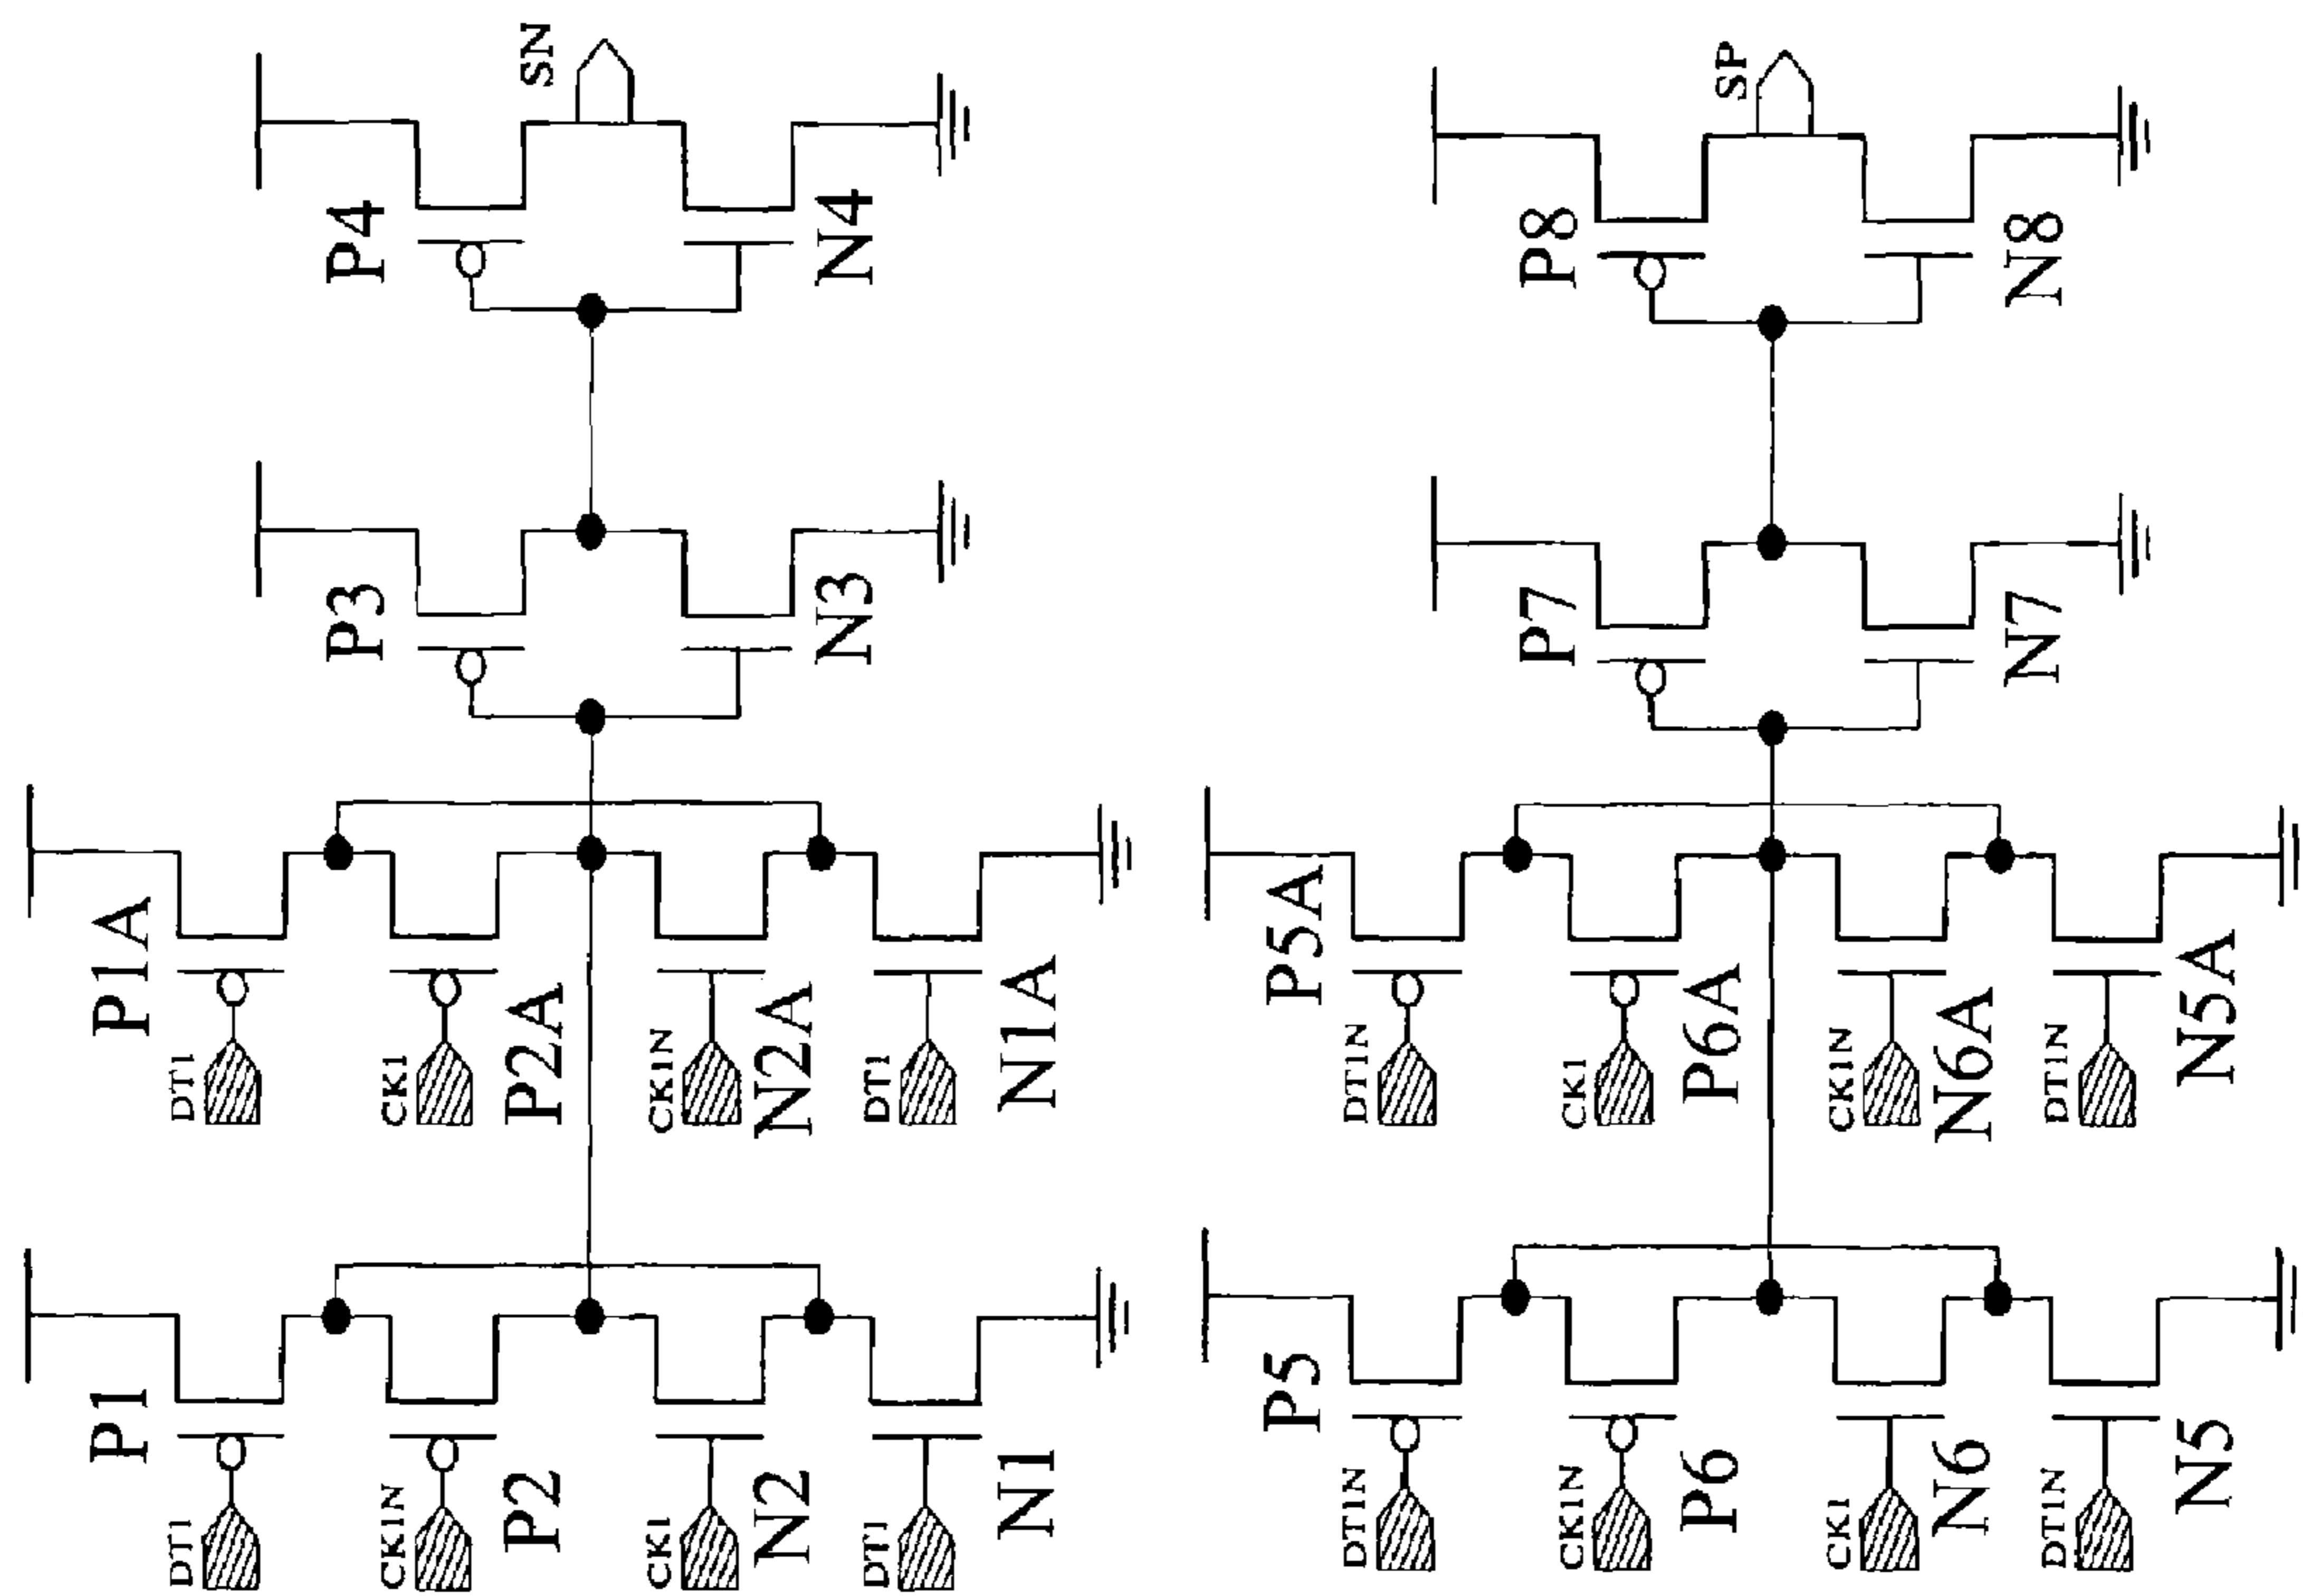 P1
DT1
CK1N
P2
CK1
N2
DT1
N1
P1A
DT1
CK1
P2A
CK1N
N2A
DT1
N1A
P3
N3
P4
SN
N4
P5
DT1N
CK1N
P6
CK1
N6
DT1N
N5
P5A
DT1N
CK1
P6A
CK1N
N6A
DT1N
N5A
P7
N7
P8
SP
N8